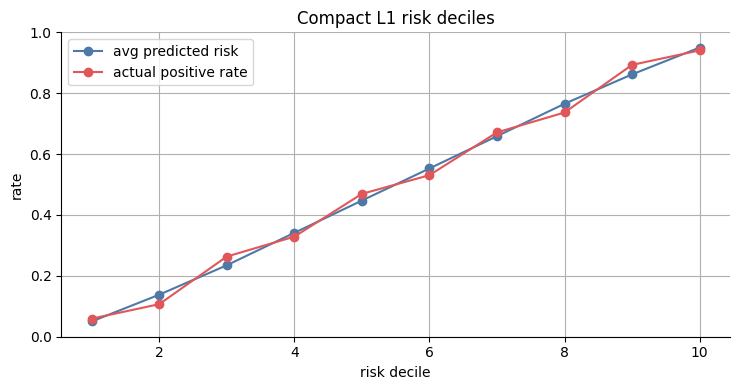 Compact L1 risk deciles
avg predicted risk
actual positive rate
rate
1.0
0.8
0.6
0.4
0.2
0.0
2
4
6
8
10
risk decile